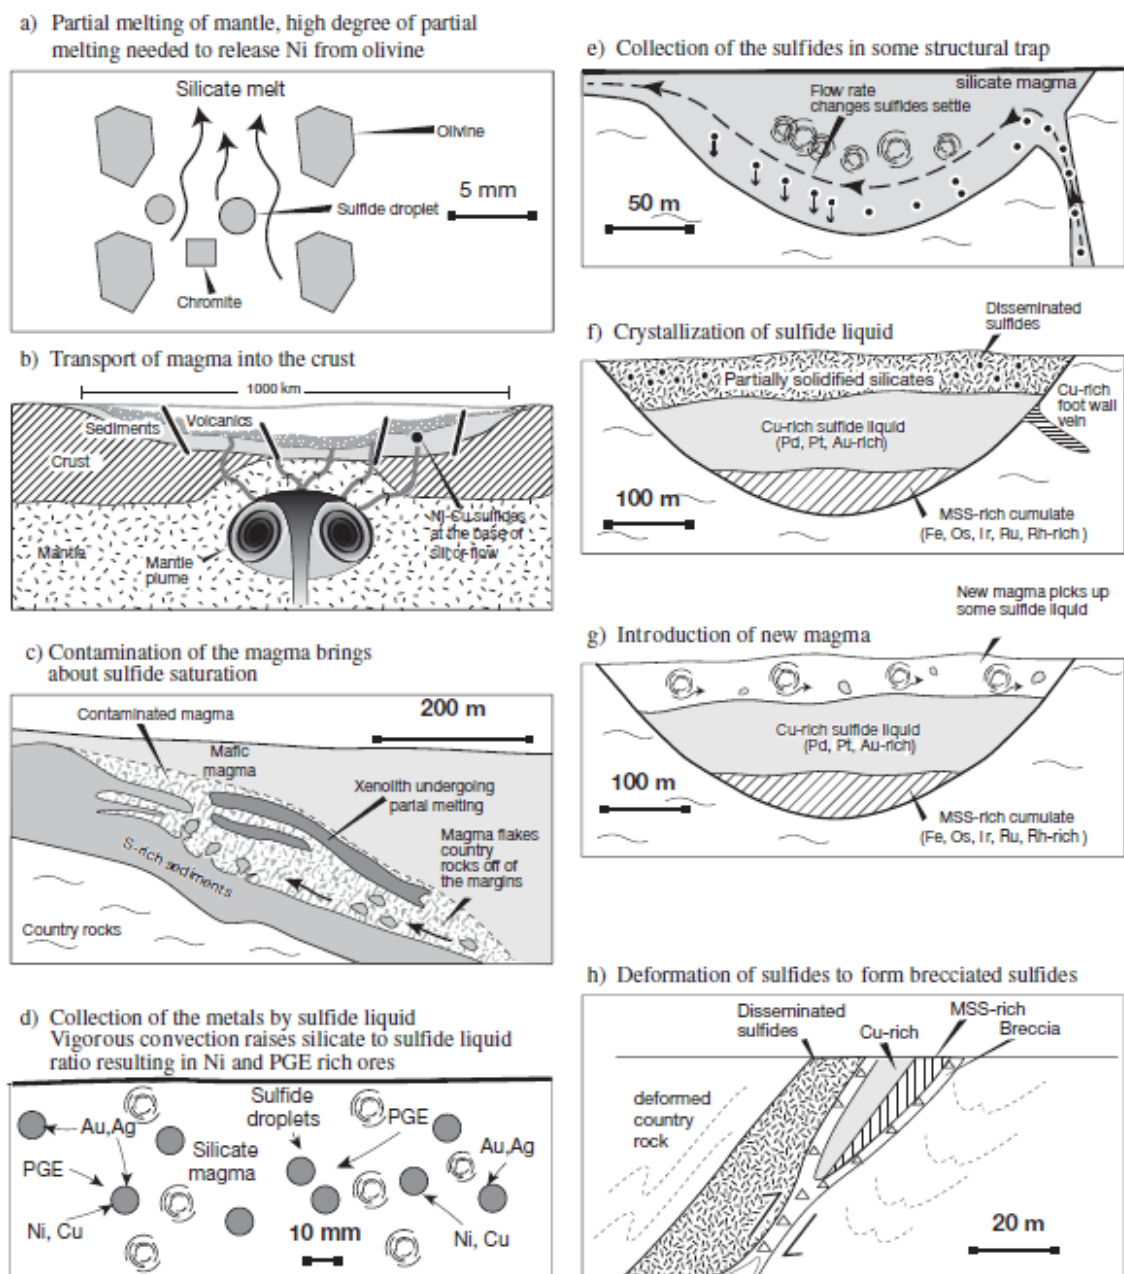 a) Partial melting of mantle, high degree of partial
melting needed to release Ni from olivine
Silicate melt
Olivine
5 mm
Sulfide droplet
Chromite
b) Transport of magma into the crust
1000 km
Sediments
Volcanics
Crust
Mantle
Mantle
plume
Ni-Cu sulfides
at the base of
sill or flow
c) Contamination of the magma brings
about sulfide saturation
Contaminated magma
200 m
Mafic
magma
Xenolith undergoing
parial melting
Magma flakes
country
rocks off of
the margins
S-rich sediments
Country rocks
d) Collection of the metals by sulfide liquid
Vigorous convection raises silicate to sulfide liquid
ratio resulting in Ni and PGE rich ores
Sulfide
droplets
PGE
Au,Ag
Silicate
magma
Au,Ag
PGE
Ni, Cu
10 mm
Ni, Cu
e) Collection of the sulfides in some structural trap
silicate magma
Flow rate
changes sulfides settle
50 m
f) Crystallization of sulfide liquid
Disseminated
sulfides
Partially solidified silicates
Cu-rich
foot wall
vein
Cu-rich sulfide liquid
(Pd, Pt, Au-rich)
100 m
MSS-rich cumulate
(Fe, Os, Ir, Ru, Rh-rich )
New magma picks up
some sulfide liquid
g) Introduction of new magma
Cu-rich sulfide liquid
(Pd, Pt, Au-rich)
100 m
MSS-rich cumulate
(Fe, Os, Ir, Ru, Rh-rich )
h) Deformation of sulfides to form brecciated sulfides
Disseminated
sulfides
MSS-rich
Cu-rich
Breccia
deformed
country
rock
20 m